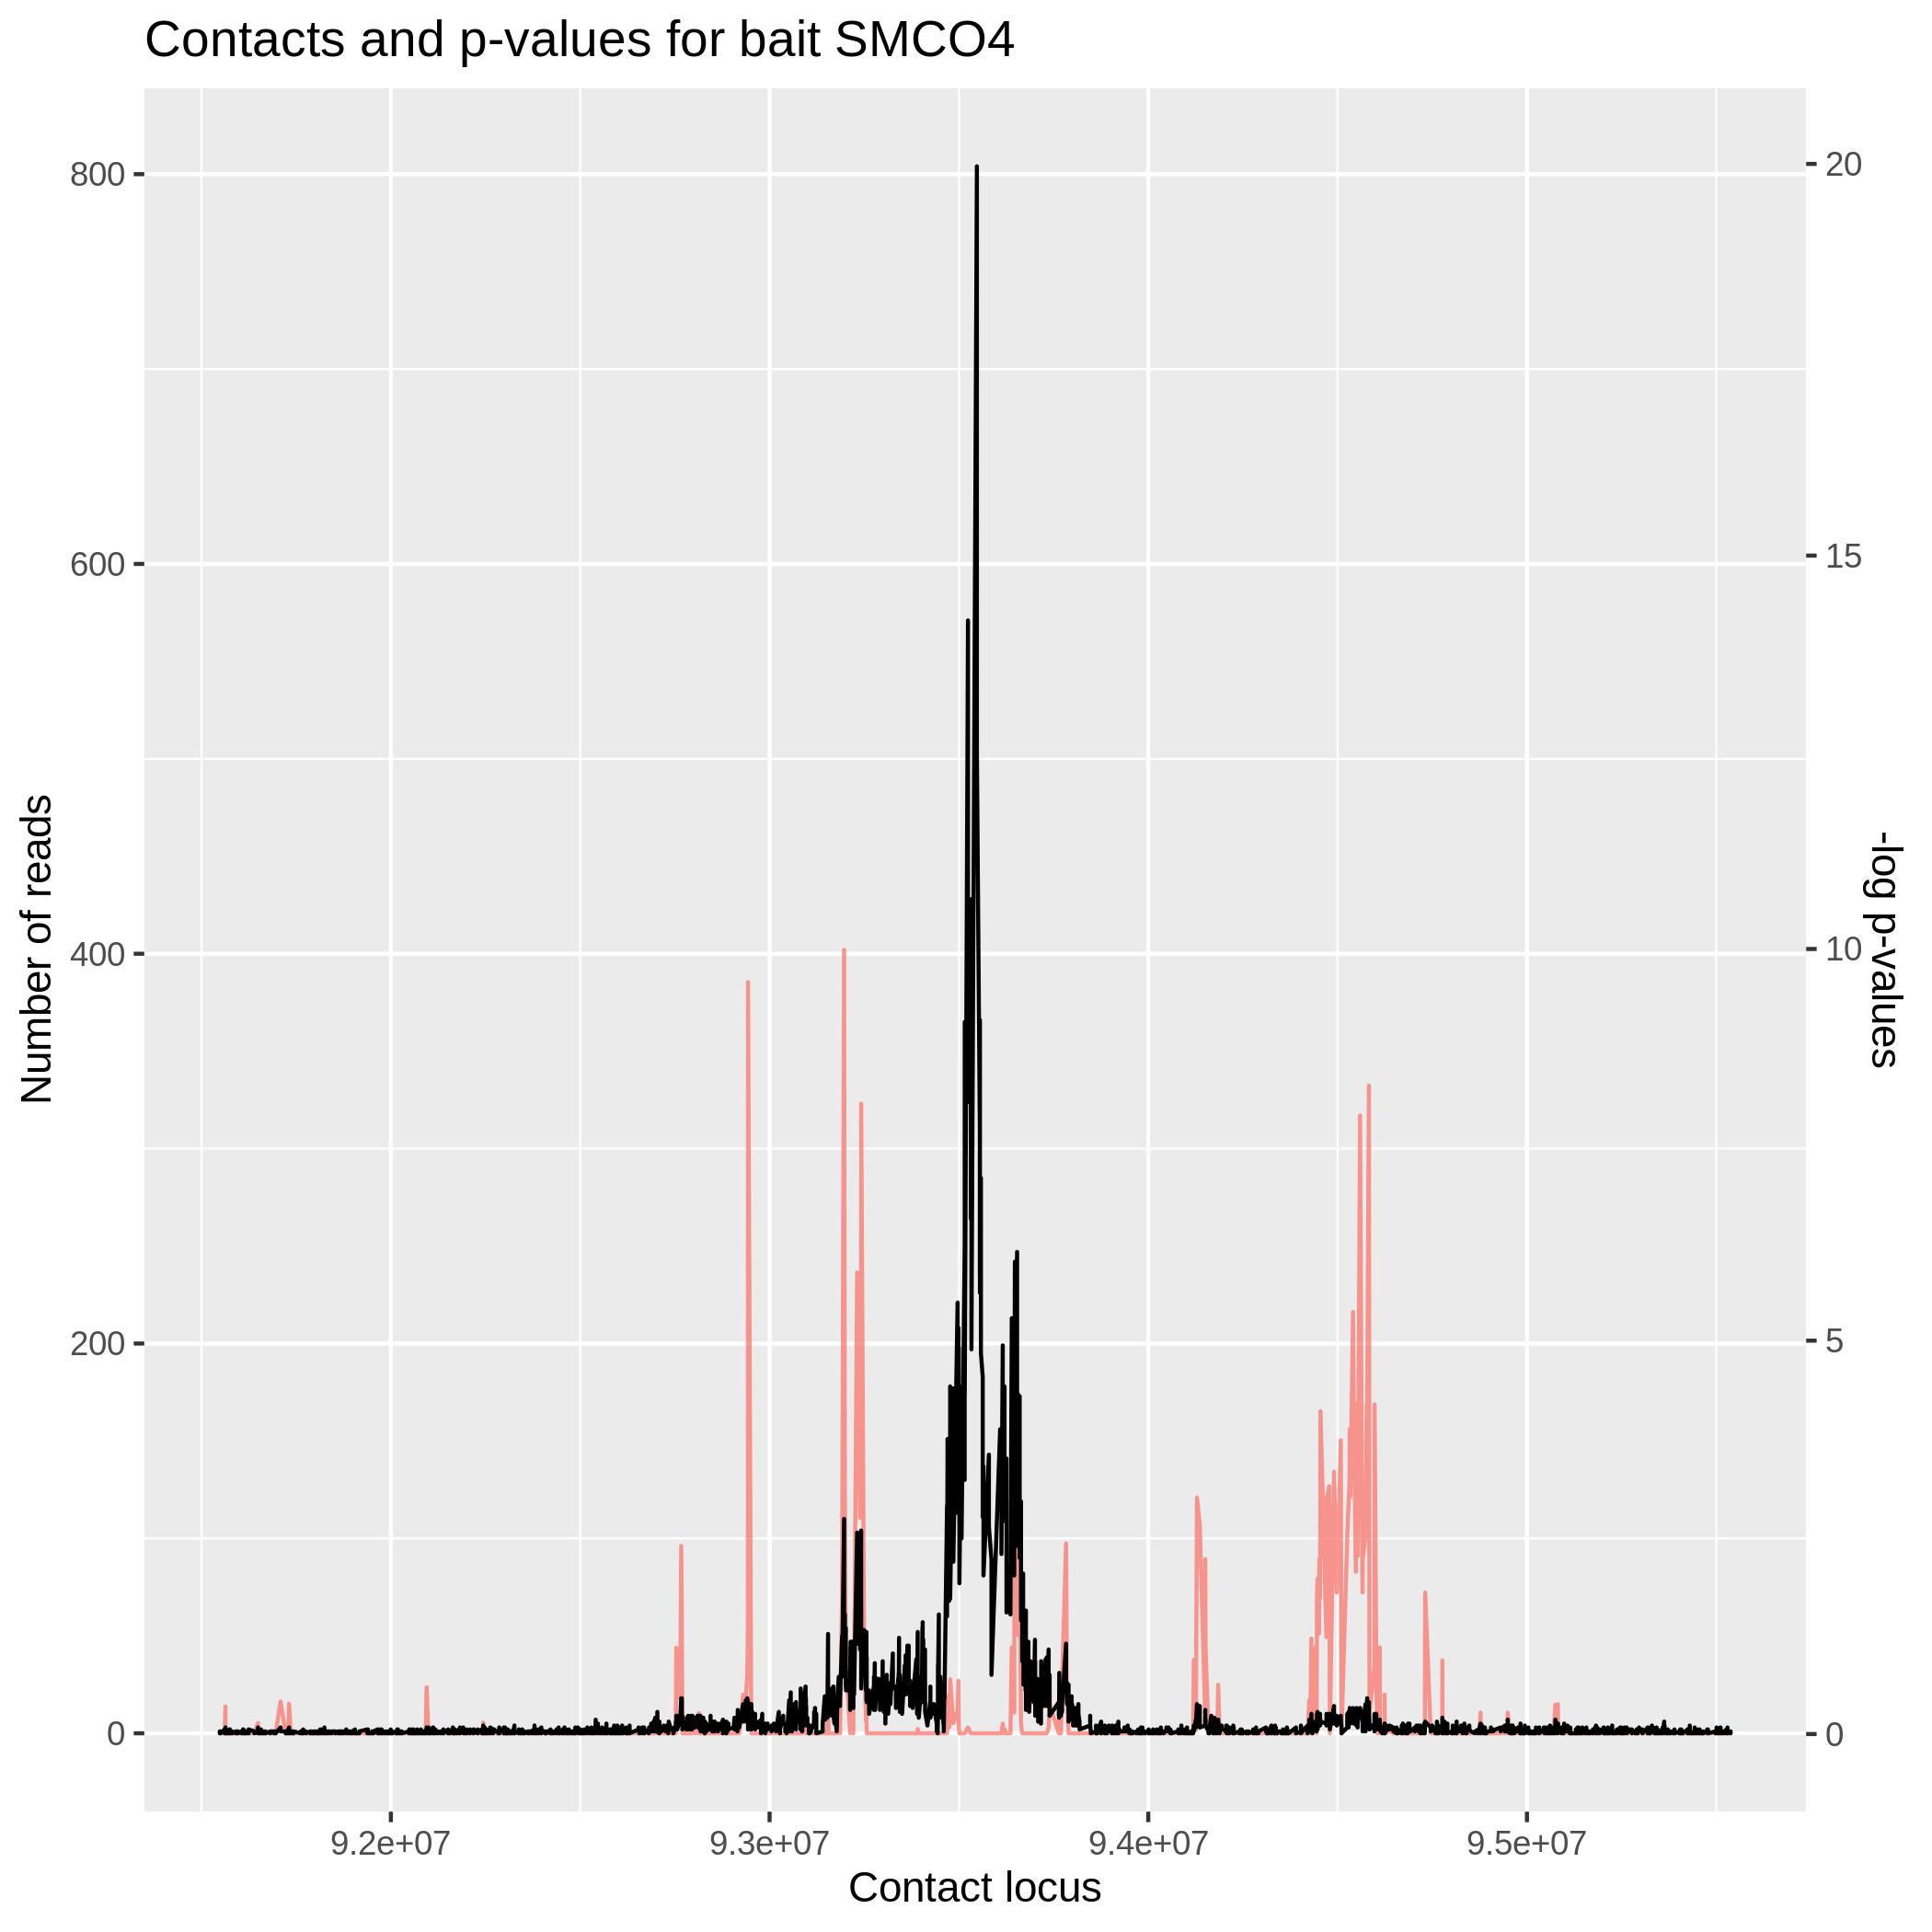 Contacts and p-values for bait SMCO4
Number of reads
800
600
400
200
0
20
15
10
5
0
-log p-values
9.2e+07 9.3e+07 9.4e+07 9.5e+07
Contact locus